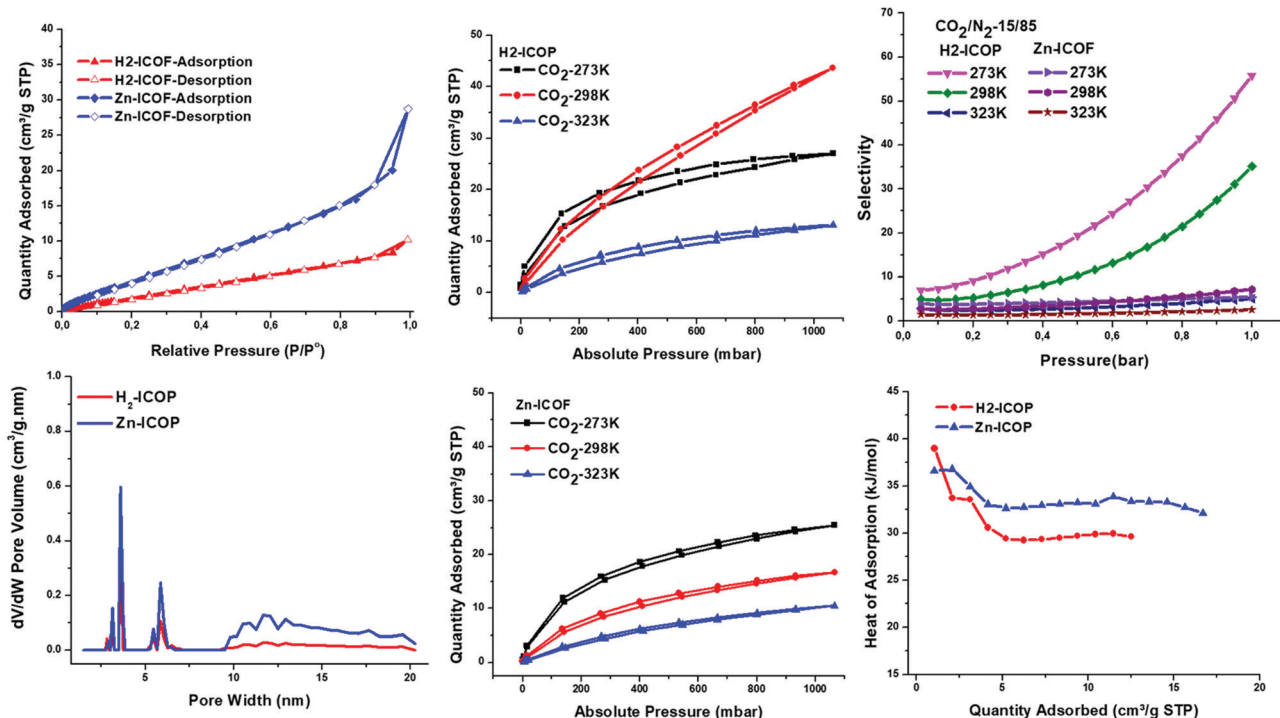 Quantity Adsorbed (cm³/g STP)
30
25
20
15
10
5
0
H2-ICOF-Adsorption
H2-ICOF-Desorption
Zn-ICOF-Adsorption
Zn-ICOF-Desorption
0,0 0,2 0,4 0,6 0,8 1,0
Relative Pressure (P/P°)
Quantity Adsorbed (cm³/g STP)
50
40
30
20
10
0
H2-ICOP
CO₂-273K
CO₂-298K
CO₂-323K
0 200 400 600 800 1000
Absolute Pressure (mbar)
Selectivity
60
55
50
45
40
35
30
25
20
15
10
5
0
CO₂/N₂-15/85
H2-ICOP Zn-ICOF
273K 273K
298K 298K
323K 323K
0,0 0,2 0,4 0,6 0,8 1,0
Pressure(bar)
dV/dW Pore Volume (cm³/g.nm)
1.0
0.8
0.6
0.4
0.2
0.0
H₂-ICOP
Zn-ICOP
5 10 15 20
Pore Width (nm)
Quantity Adsorbed (cm³/g STP)
50
40
30
20
10
0
Zn-ICOF
CO₂-273K
CO₂-298K
CO₂-323K
0 200 400 600 800 1000
Absolute Pressure (mbar)
Heat of Adsorption (kJ/mol)
45
40
35
30
25
20
15
H2-ICOP
Zn-ICOP
0 5 10 15 20
Quantity Adsorbed (cm³/g STP)